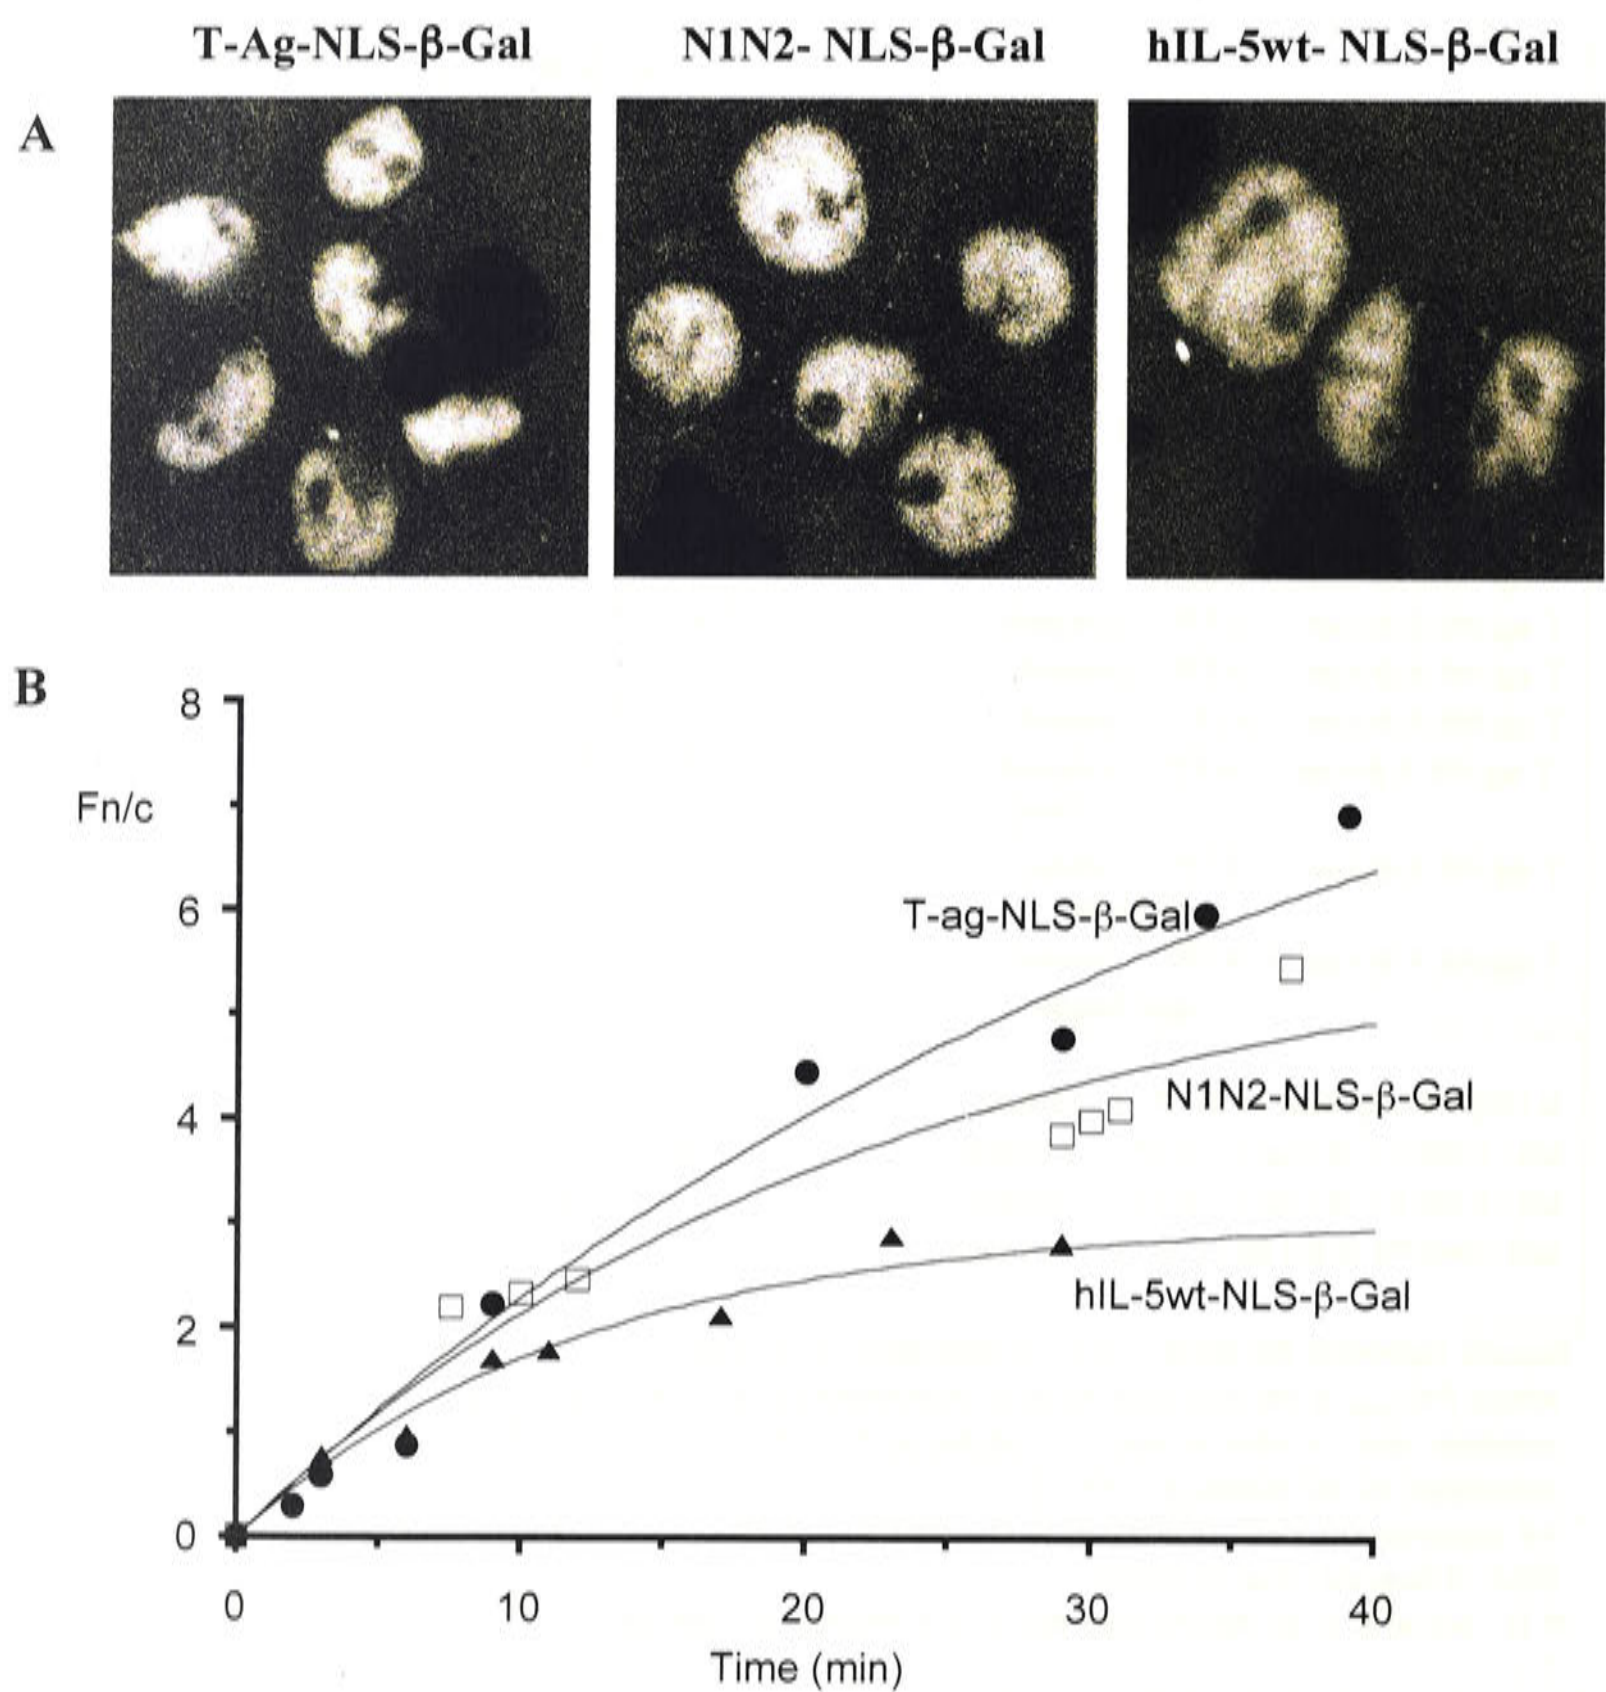 T-Ag-NLS-β-Gal N1N2- NLS-β-Gal hIL-5wt- NLS-β-Gal
A
B
8
Fn/c
6
T-ag-NLS-β-Gal
4
N1N2-NLS-β-Gal
2
hIL-5wt-NLS-β-Gal
0
0 10 20 30 40
Time (min)